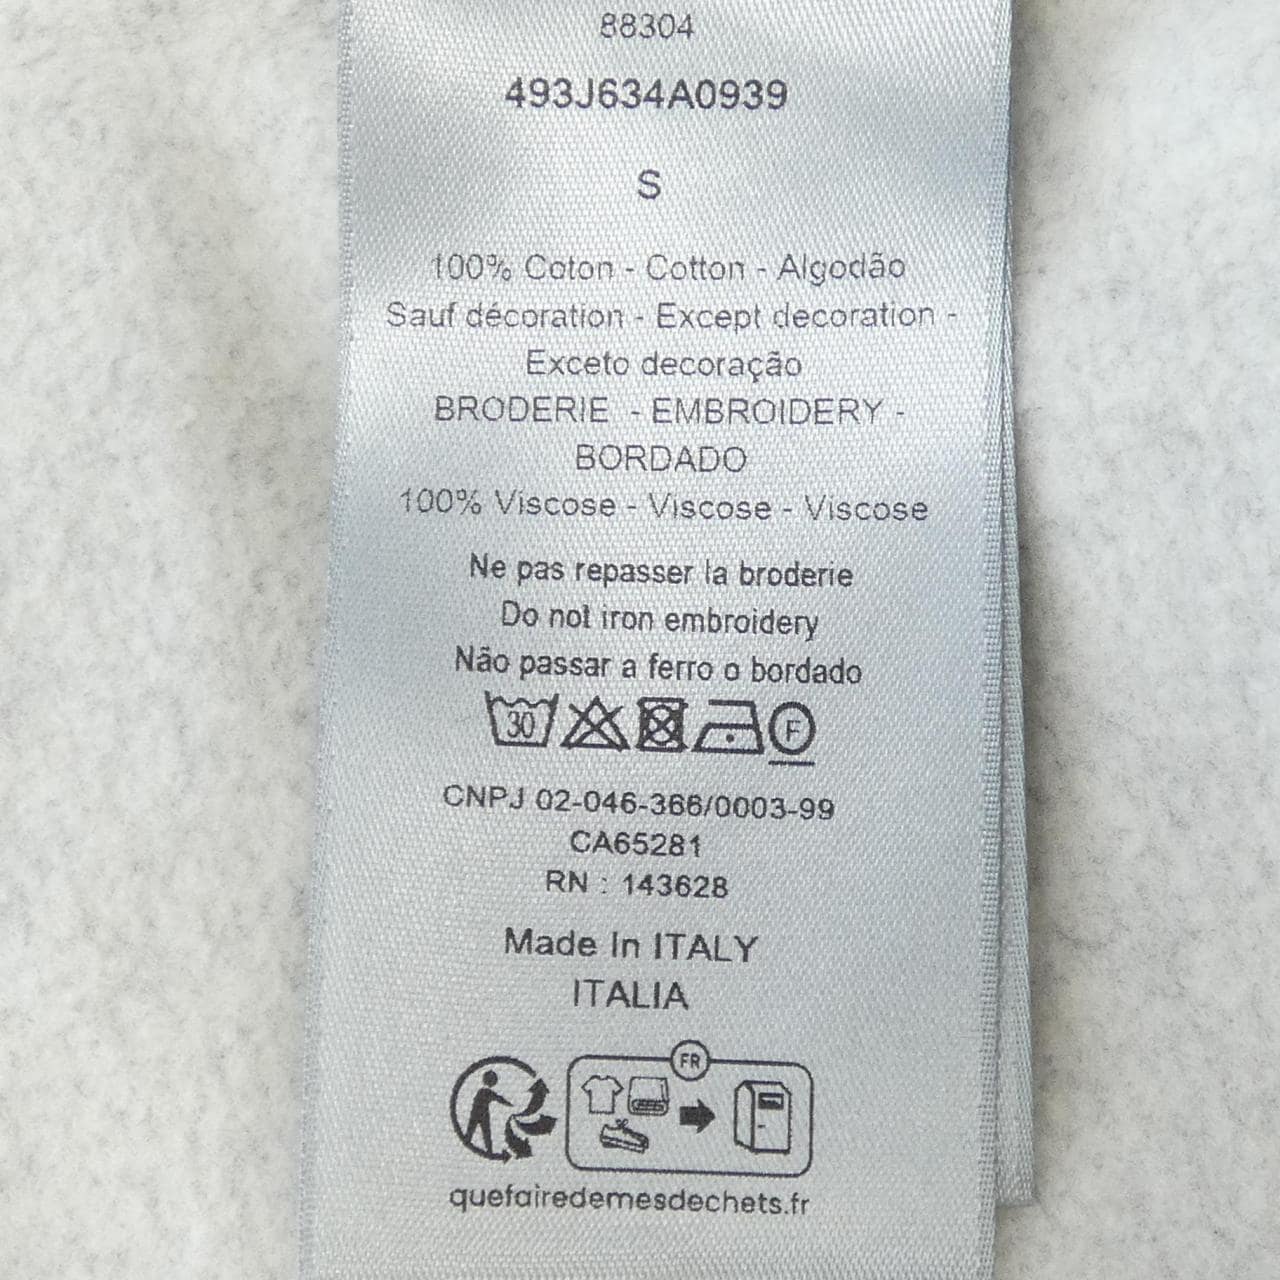 88304
493J634A0939
S
100% Coton - Cotton - Algodão
Sauf décoration - Except decoration -
Exceto decoração
BRODERIE - EMBROIDERY -
BORDADO
100% Viscose - Viscose - Viscose
Ne pas repasser la broderie
Do not iron embroidery
Não passar a ferro o bordado
30 F
CNPJ 02-046-366/0003-99
CA65281
RN : 143628
Made In ITALY
ITALIA
FR
quefairedemesdechets.fr